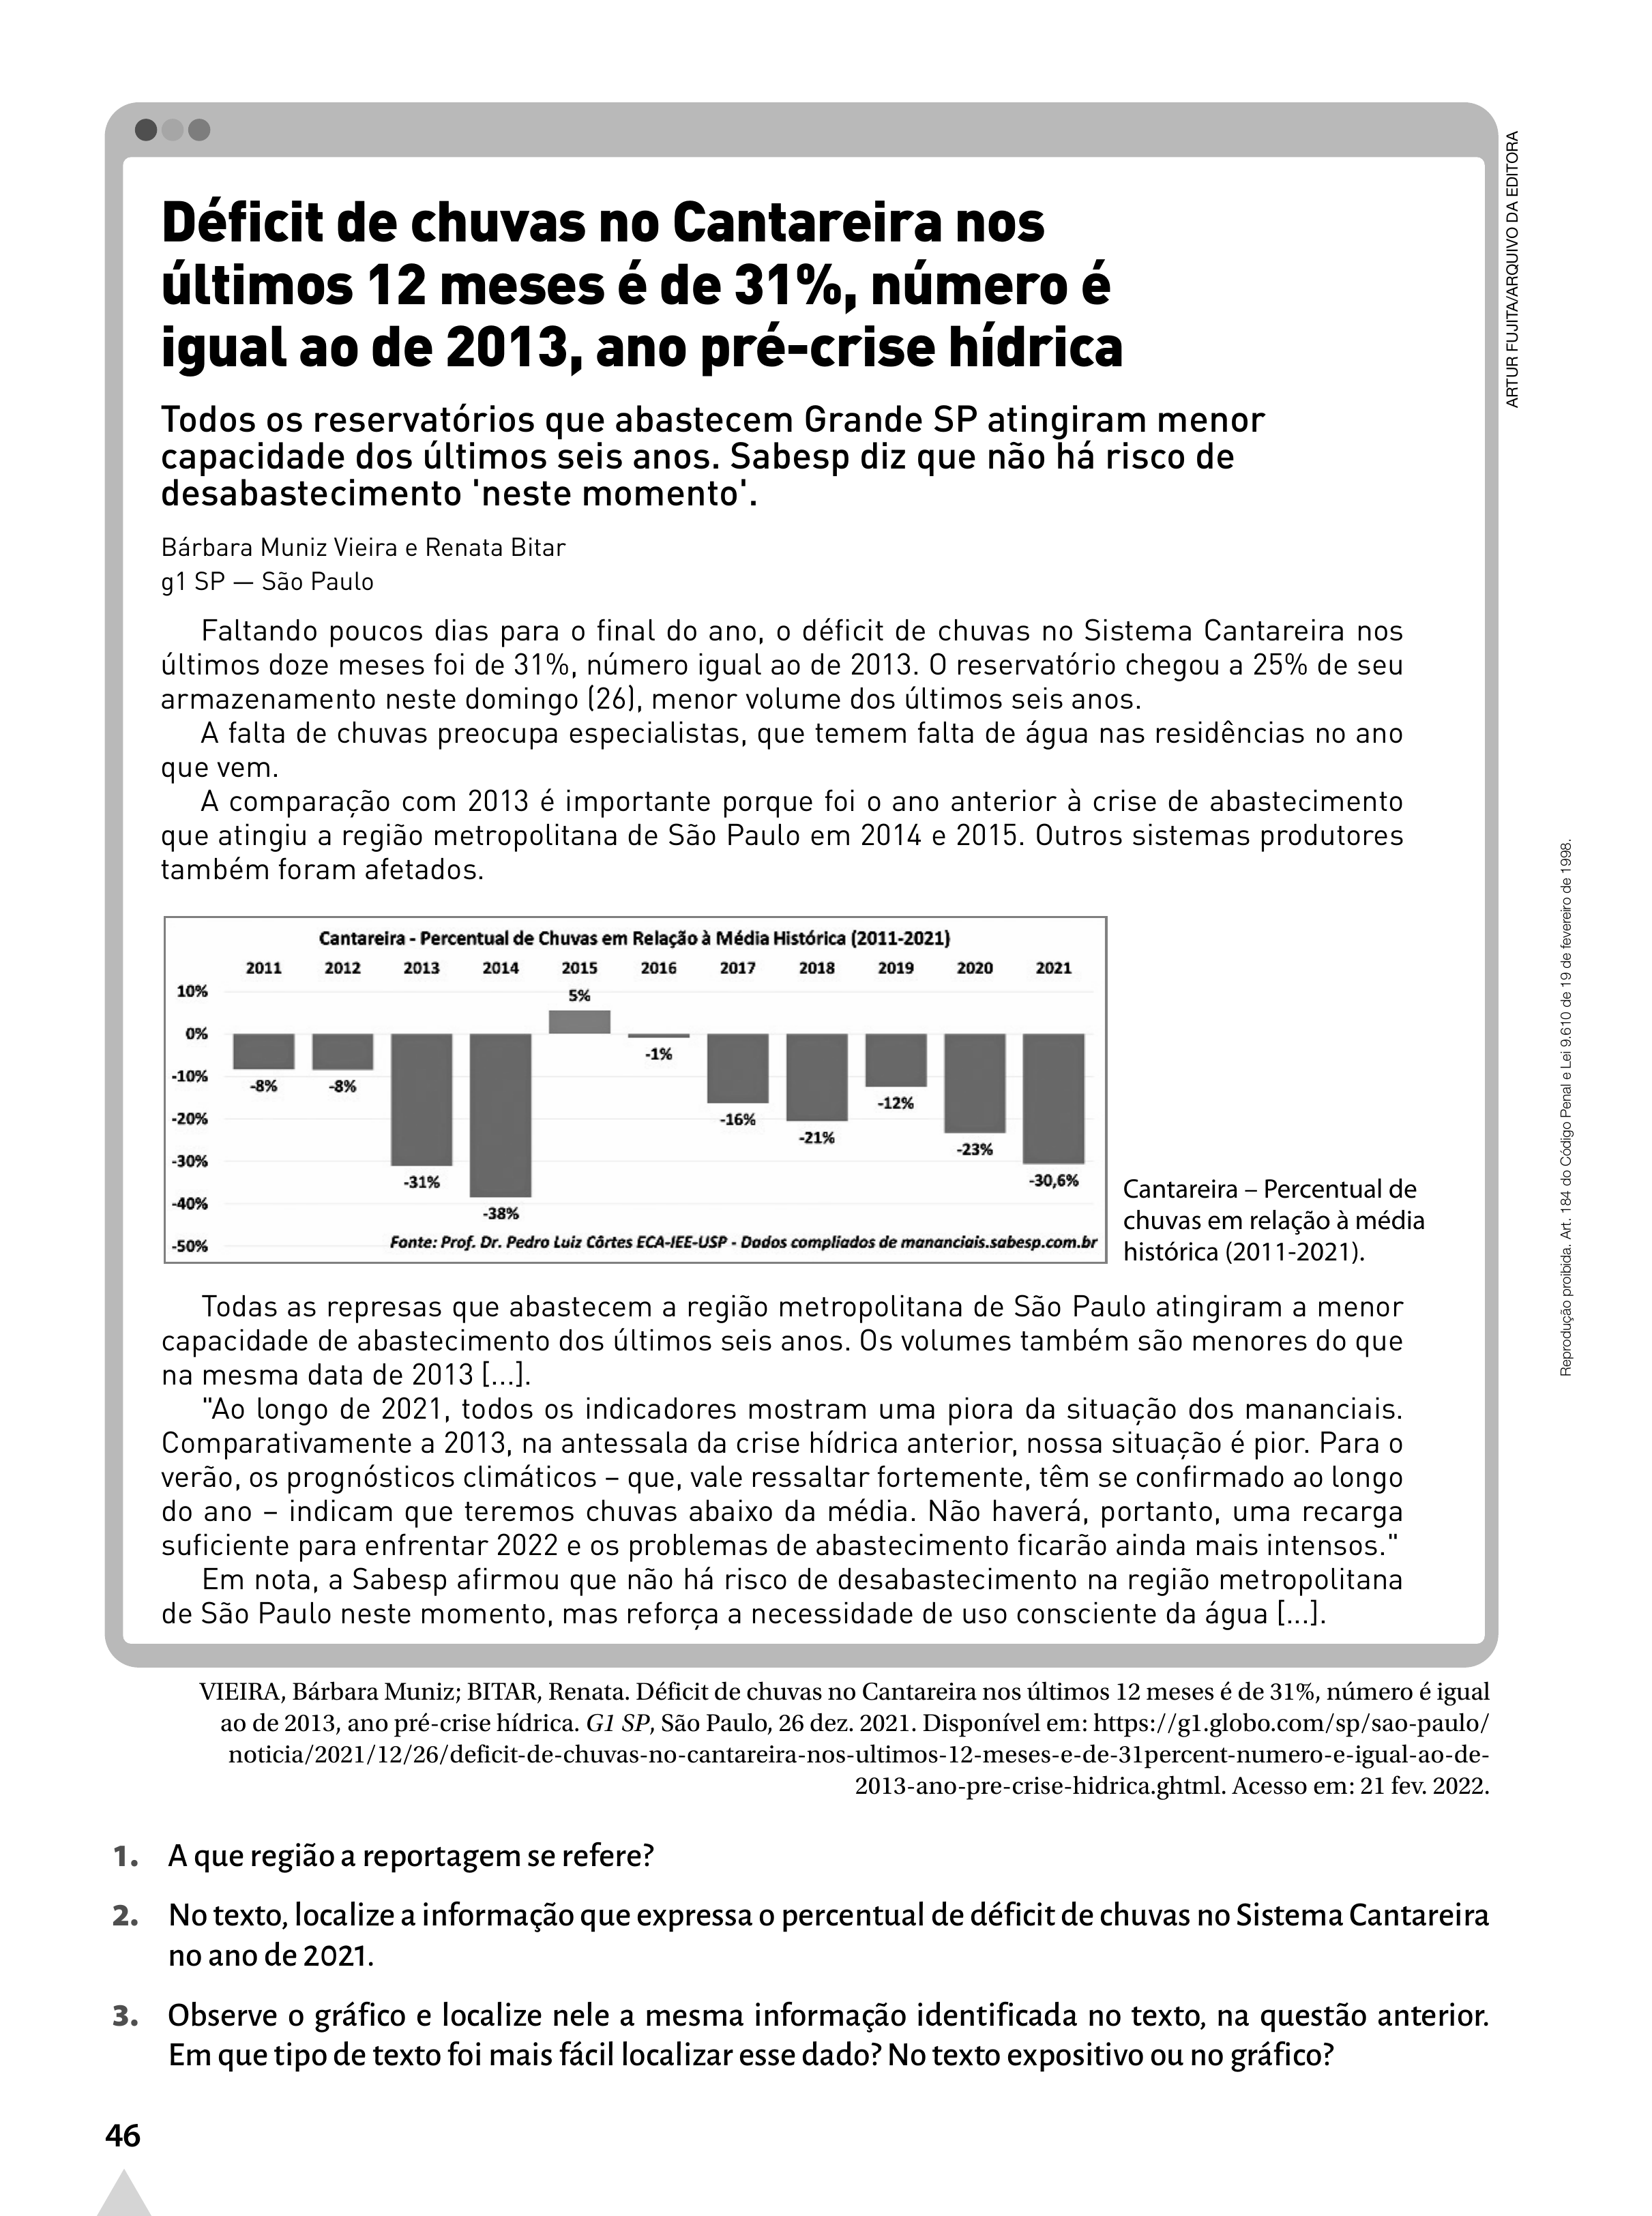 Déficit de chuvas no Cantareira nos
últimos 12 meses é de 31%, número é
igual ao de 2013, ano pré-crise hídrica
Todos os reservatórios que abastecem Grande SP atingiram menor
capacidade dos últimos seis anos. Sabesp diz que não há risco de
desabastecimento 'neste momento'.
Bárbara Muniz Vieira e Renata Bitar
g1 SP — São Paulo
Faltando poucos dias para o final do ano, o déficit de chuvas no Sistema Cantareira nos
últimos doze meses foi de 31%, número igual ao de 2013. O reservatório chegou a 25% de seu
armazenamento neste domingo (26), menor volume dos últimos seis anos.
A falta de chuvas preocupa especialistas, que temem falta de água nas residências no ano
que vem.
A comparação com 2013 é importante porque foi o ano anterior à crise de abastecimento
que atingiu a região metropolitana de São Paulo em 2014 e 2015. Outros sistemas produtores
também foram afetados.
Cantareira - Percentual de Chuvas em Relação à Média Histórica (2011-2021)
2011 2012 2013 2014 2015 2016 2017 2018 2019 2020 2021
10%
0%
-10%
-20%
-30%
-40%
-50%
-8%
-8%
-31%
-38%
5%
-1%
-16%
-21%
-12%
-23%
-30,6%
Fonte: Prof. Dr. Pedro Luiz Côrtes ECA-IEE-USP - Dados compliados de mananciais.sabesp.com.br
Cantareira – Percentual de
chuvas em relação à média
histórica (2011-2021).
Todas as represas que abastecem a região metropolitana de São Paulo atingiram a menor
capacidade de abastecimento dos últimos seis anos. Os volumes também são menores do que
na mesma data de 2013 [...].
"Ao longo de 2021, todos os indicadores mostram uma piora da situação dos mananciais.
Comparativamente a 2013, na antessala da crise hídrica anterior, nossa situação é pior. Para o
verão, os prognósticos climáticos – que, vale ressaltar fortemente, têm se confirmado ao longo
do ano – indicam que teremos chuvas abaixo da média. Não haverá, portanto, uma recarga
suficiente para enfrentar 2022 e os problemas de abastecimento ficarão ainda mais intensos."
Em nota, a Sabesp afirmou que não há risco de desabastecimento na região metropolitana
de São Paulo neste momento, mas reforça a necessidade de uso consciente da água [...].
ARTUR FUJITA/ARQUIVO DA EDITORA
Reprodução proibida. Art. 184 do Código Penal e Lei 9.610 de 19 de fevereiro de 1998.
VIEIRA, Bárbara Muniz; BITAR, Renata. Déficit de chuvas no Cantareira nos últimos 12 meses é de 31%, número é igual
ao de 2013, ano pré-crise hídrica. G1 SP, São Paulo, 26 dez. 2021. Disponível em: https://g1.globo.com/sp/sao-paulo/
noticia/2021/12/26/deficit-de-chuvas-no-cantareira-nos-ultimos-12-meses-e-de-31percent-numero-e-igual-ao-de-
2013-ano-pre-crise-hidrica.ghtml. Acesso em: 21 fev. 2022.
1. A que região a reportagem se refere?
2. No texto, localize a informação que expressa o percentual de déficit de chuvas no Sistema Cantareira
no ano de 2021.
3. Observe o gráfico e localize nele a mesma informação identificada no texto, na questão anterior.
Em que tipo de texto foi mais fácil localizar esse dado? No texto expositivo ou no gráfico?
46